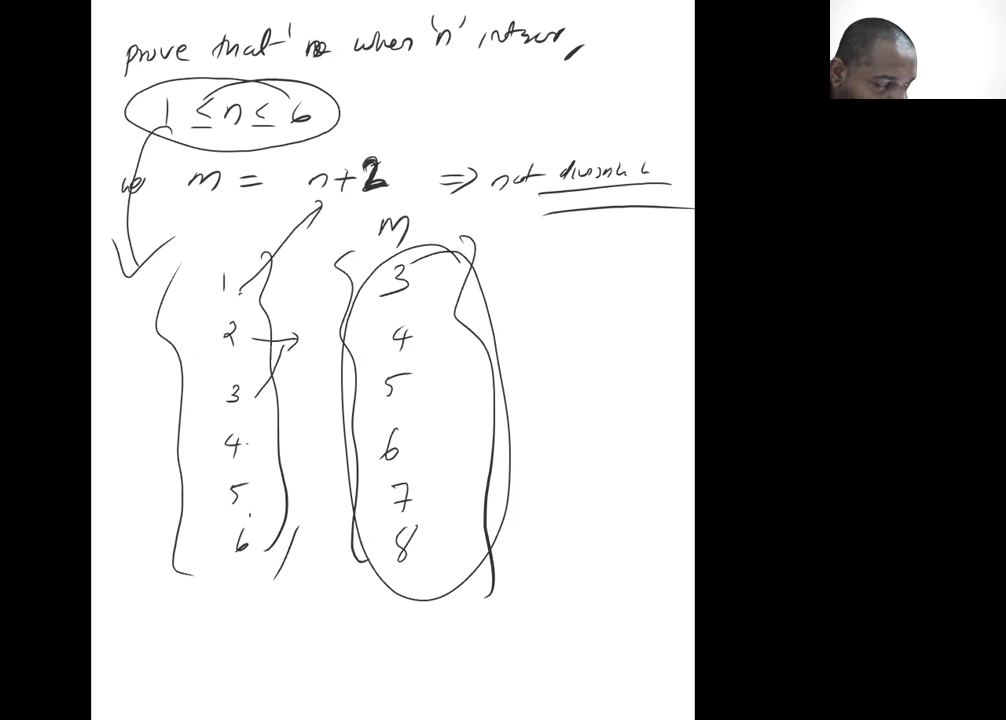 prove that when 'n' integer,
1 ≤ n ≤ 6
m = n+2 ⇒ not
m
1 3
2 4
3 5
4 6
5 7
6 8